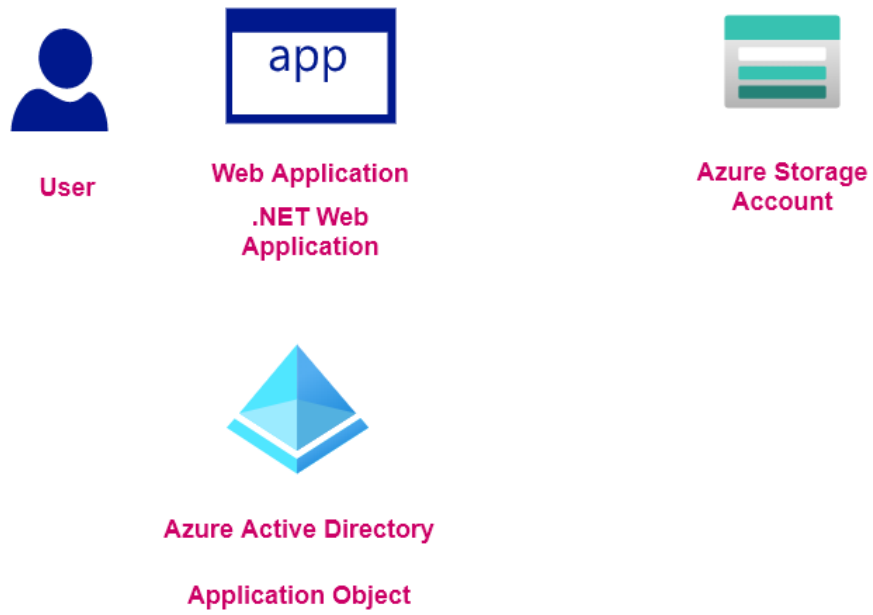 app
User
Web Application
.NET Web
Application
Azure Storage
Account
Azure Active Directory
Application Object